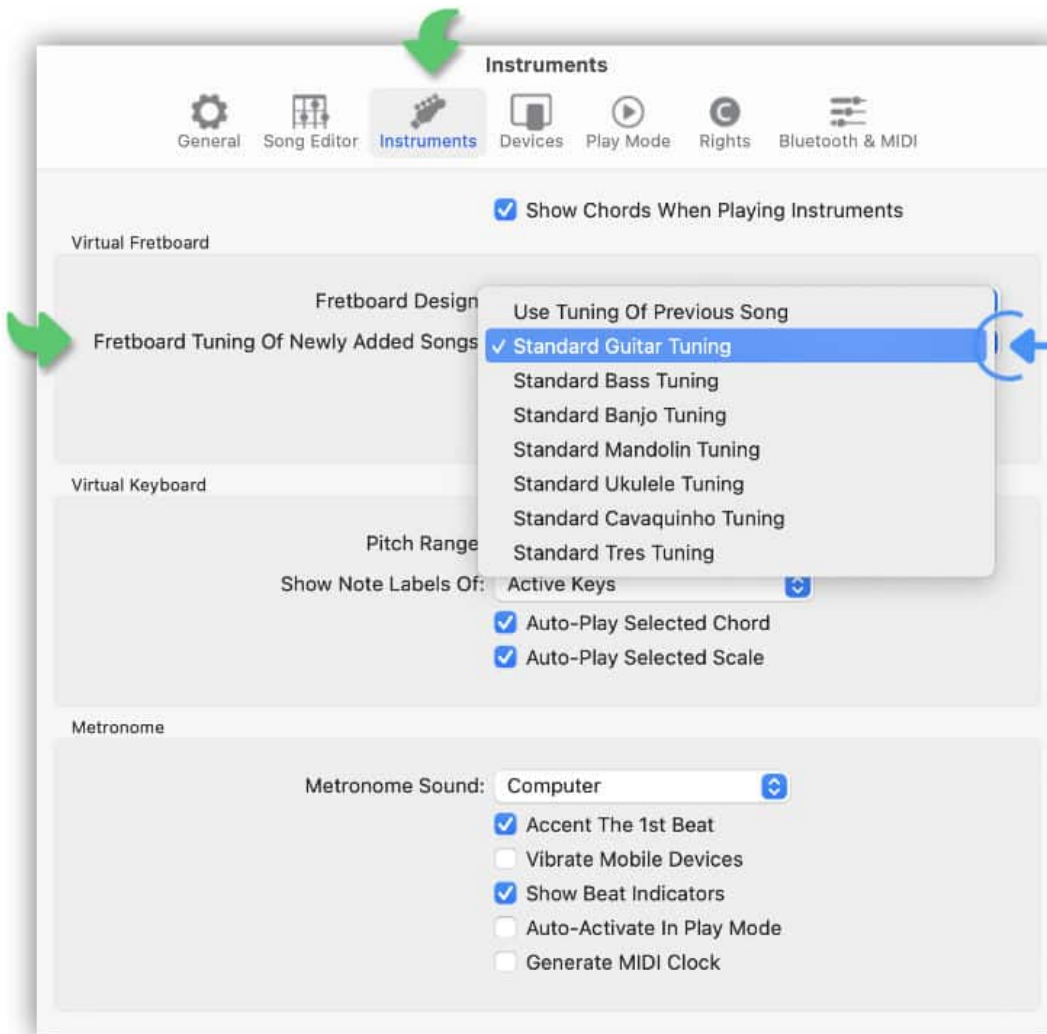 Instruments
General Song Editor Instruments Devices Play Mode Rights Bluetooth & MIDI
Show Chords When Playing Instruments
Virtual Fretboard
Fretboard Design
Use Tuning Of Previous Song
Fretboard Tuning Of Newly Added Songs ✓ Standard Guitar Tuning
Standard Bass Tuning
Standard Banjo Tuning
Standard Mandolin Tuning
Virtual Keyboard
Standard Ukulele Tuning
Standard Cavaquinho Tuning
Pitch Range
Standard Tres Tuning
Show Note Labels Of: Active Keys
Auto-Play Selected Chord
Auto-Play Selected Scale
Metronome
Metronome Sound: Computer
Accent The 1st Beat
Vibrate Mobile Devices
Show Beat Indicators
Auto-Activate In Play Mode
Generate MIDI Clock